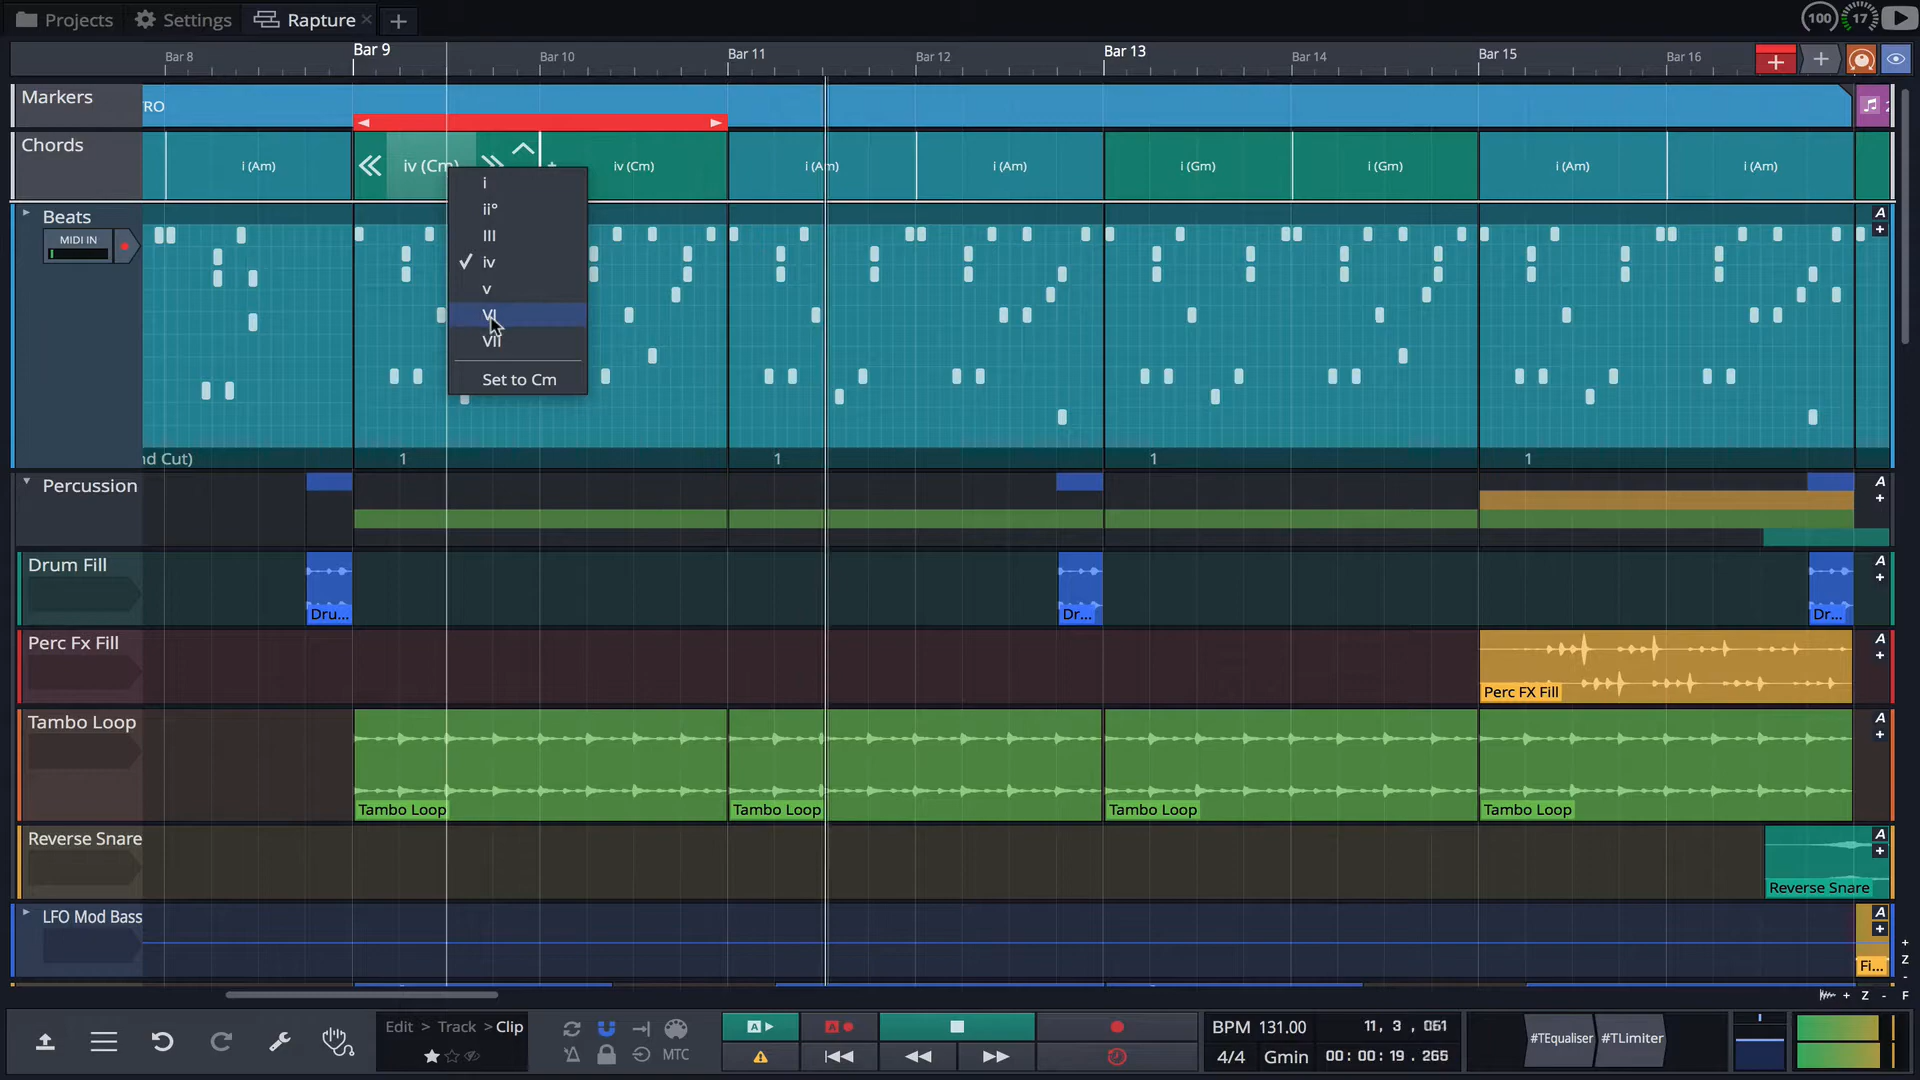 Projects
Settings
Rapture
100
17
Bar 8
Bar 9
Bar 10
Bar 11
Bar 12
Bar 13
Bar 14
Bar 15
Bar 16
Markers
RO
Chords
i (Am)
iv (Cm)
iv (Cm)
i (Am)
i (Am)
i (Gm)
i (Gm)
i (Am)
i (Am)
i
ii°
III
iv
v
VI
VII
Set to Cm
Beats
MIDI IN
A
nd Cut)
1
1
1
1
Percussion
A
Drum Fill
Dru...
Dr...
Dr...
A
Perc Fx Fill
Perc FX Fill
A
Tambo Loop
Tambo Loop
Tambo Loop
Tambo Loop
Tambo Loop
A
Reverse Snare
Reverse Snare
A
LFO Mod Bass
A
Fi...
+
Z
-
+ Z - F
Edit > Track > Clip
MTC
A
A
BPM 131.00
11, 3, 061
4/4 Gmin 00:00:19.265
#TEqualiser
#TLimiter